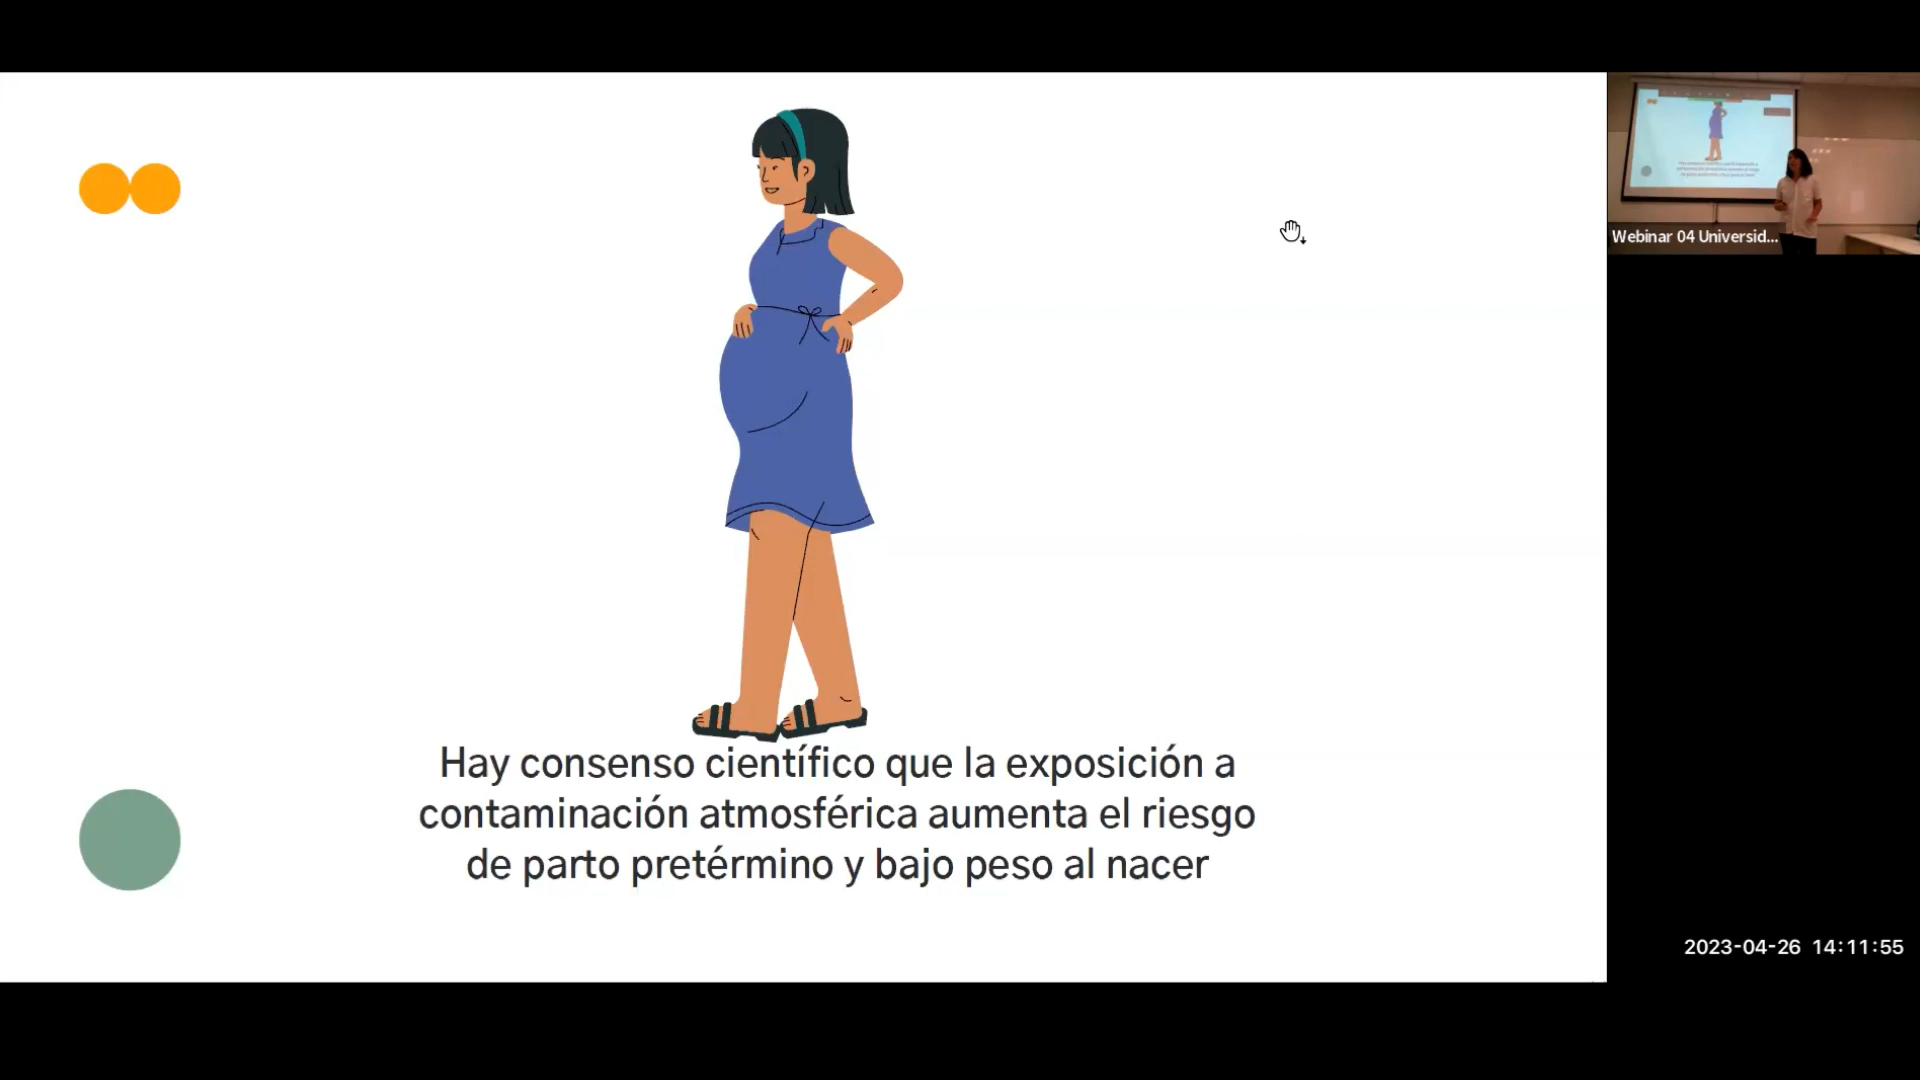 Hay consenso científico que la exposición a
contaminación atmosférica aumenta el riesgo
de parto pretérmino y bajo peso al nacer
Webinar 04 Universid...
2023-04-26 14:11:55